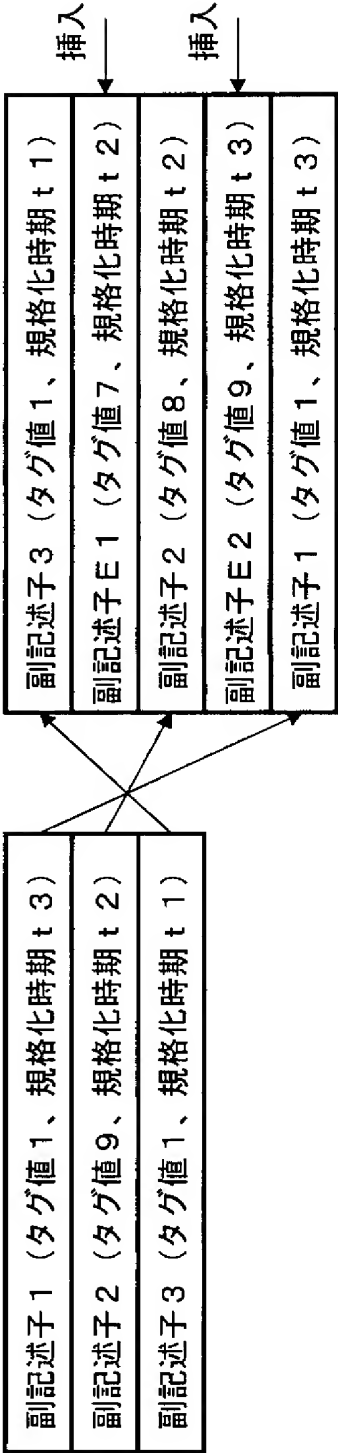 副記述子1(タグ値1、規格化時期t3)
副記述子2(タグ値9、規格化時期t2)
副記述子3(タグ値1、規格化時期t1)
副記述子3(タグ値1、規格化時期t1)
副記述子E1(タグ値7、規格化時期t2)
挿入
副記述子2(タグ値8、規格化時期t2)
副記述子E2(タグ値9、規格化時期t3)
挿入
副記述子1(タグ値1、規格化時期t3)